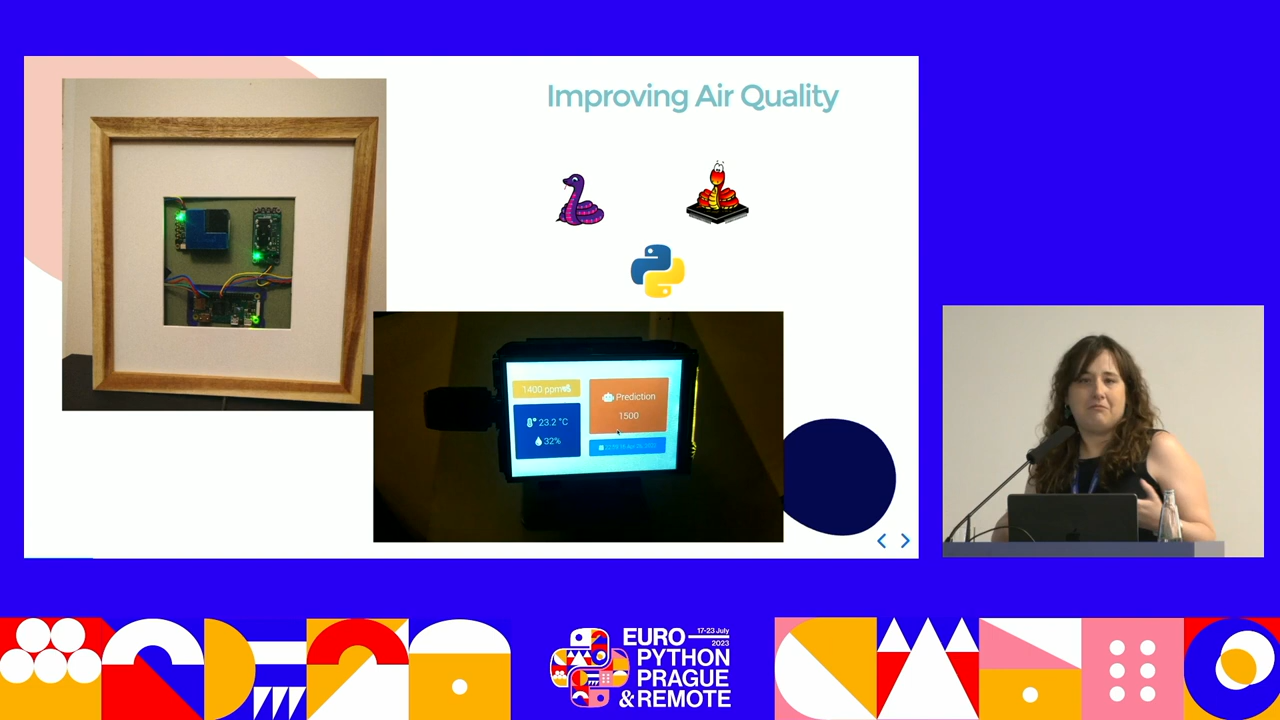 Improving Air Quality
1400 ppm
Prediction
1500
23.2 °C
32%
EURO
17-23 July
2023
PYTHON
PRAGUE
& REMOTE